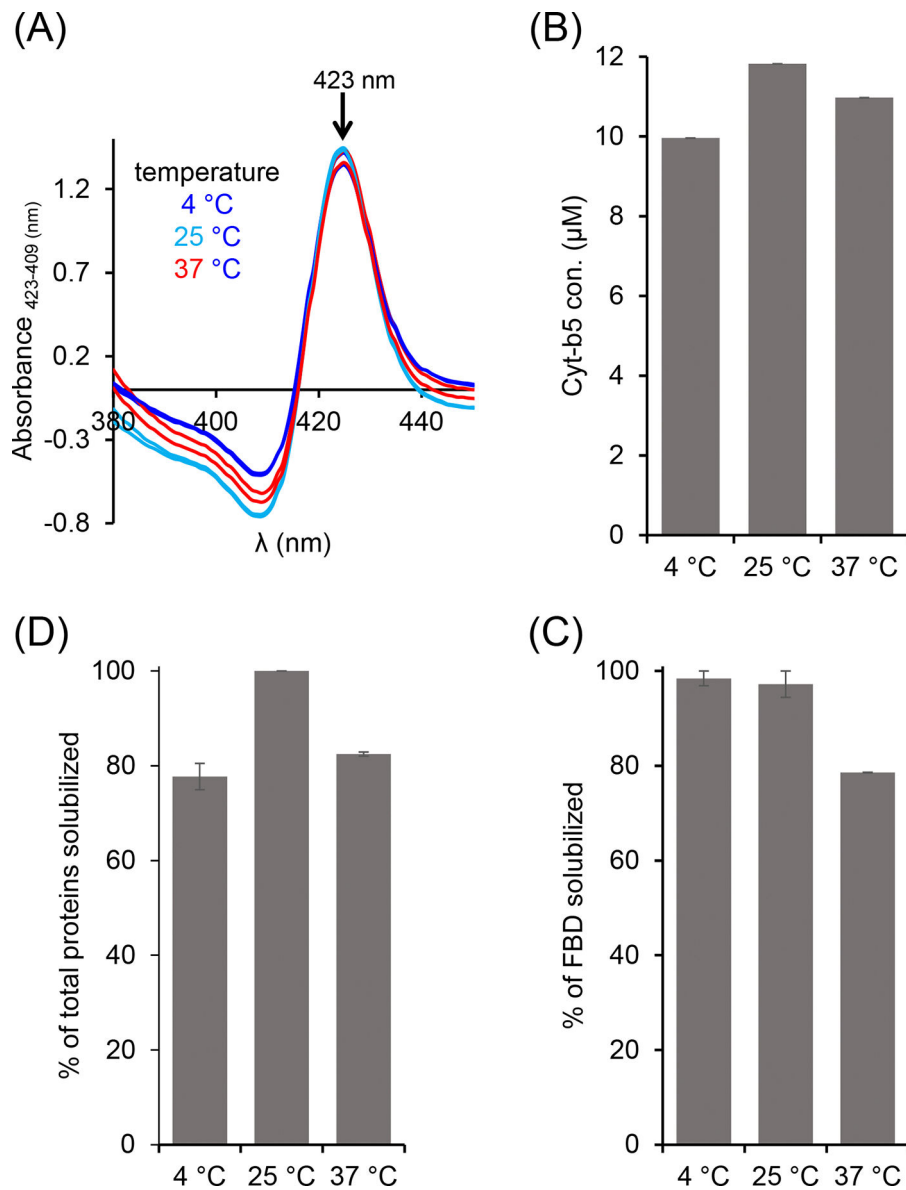 (A)
423 nm
temperature
4 °C
25 °C
37 °C
1.2
0.7
0.2
-0.3
-0.8
380
400
420
440
Absorbance 423-409 (nm)
λ (nm)
(B)
12
10
8
6
4
2
0
Cyt-b5 con. (µM)
4 °C 25 °C 37 °C
(D)
100
80
60
40
20
0
% of total proteins solubilized
4 °C 25 °C 37 °C
(C)
100
80
60
40
20
0
% of FBD solubilized
4 °C 25 °C 37 °C